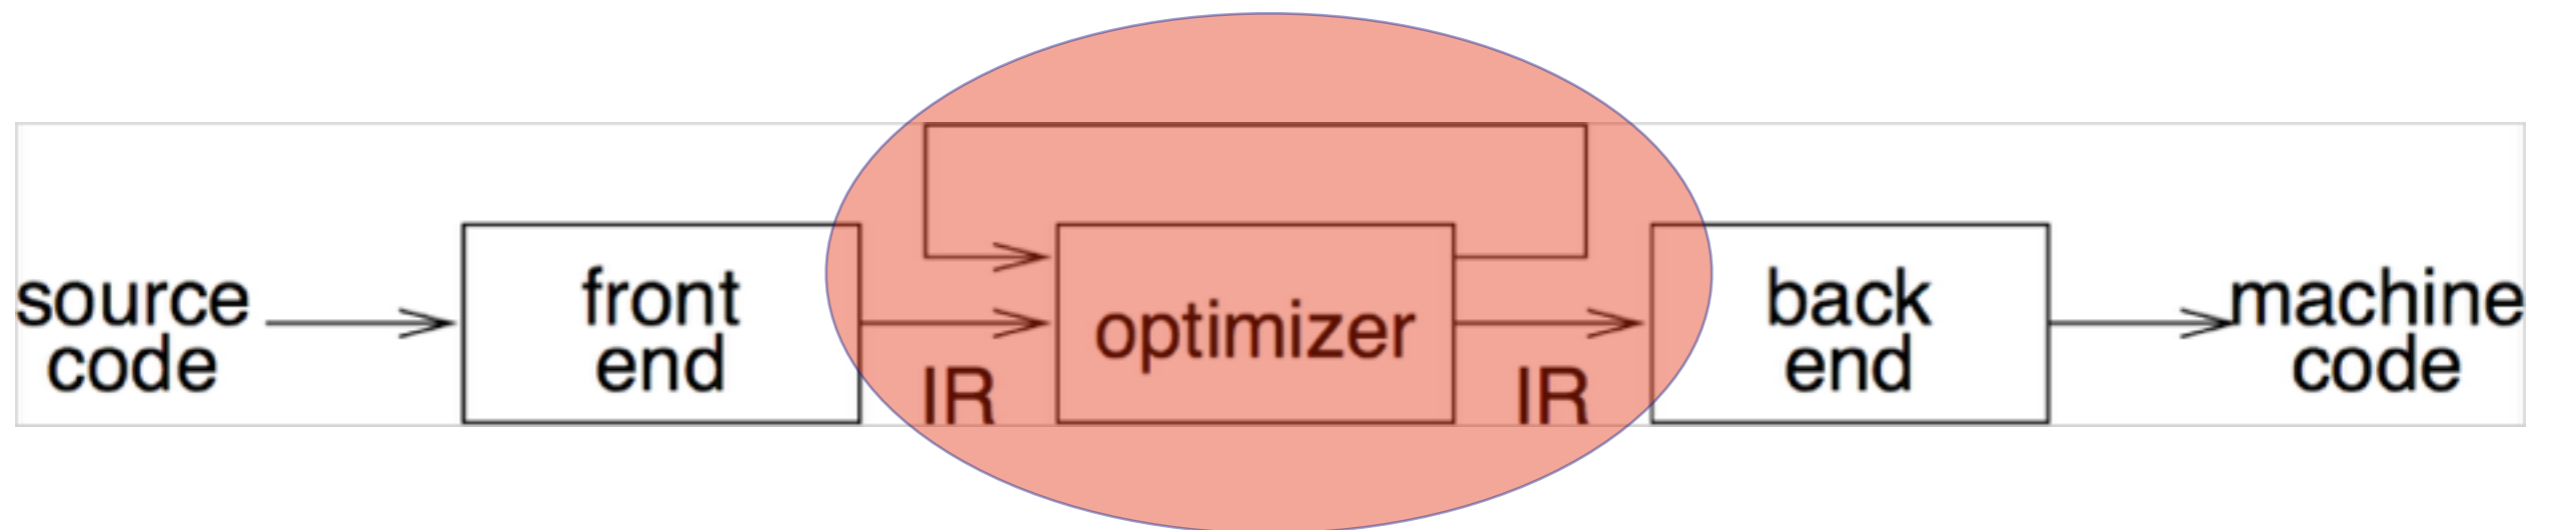 source
code
front
end
IR
optimizer
IR
back
end
machine
code